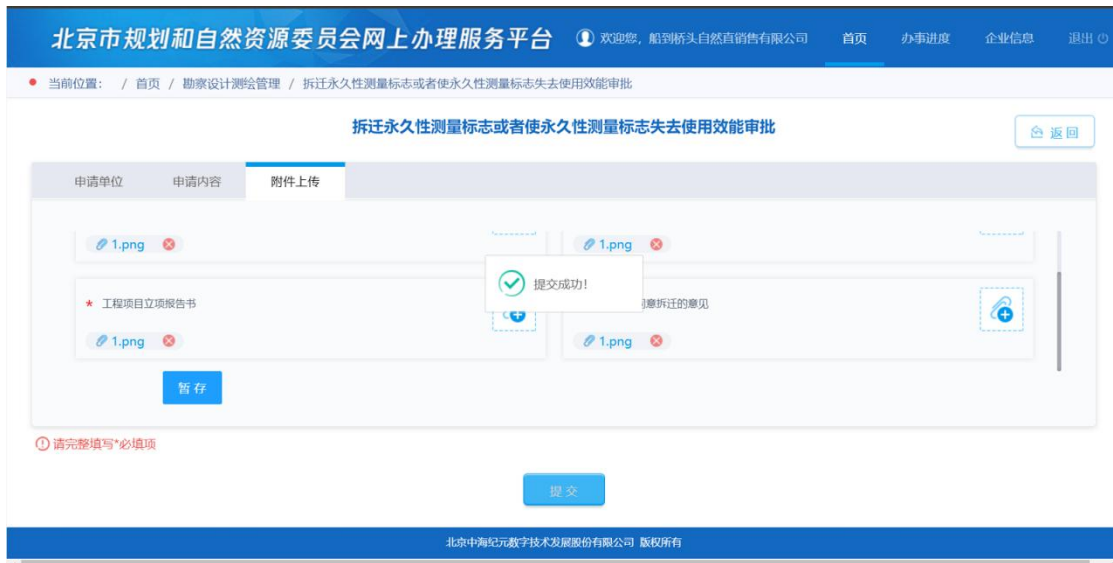 北京市规划和自然资源委员会网上办理服务平台 欢迎您，船到桥头自然直销售有限公司 首页 办事进度 企业信息 退出
当前位置： / 首页 / 勘察设计测绘管理 / 拆迁永久性测量标志或者使永久性测量标志失去使用效能审批
拆迁永久性测量标志或者使永久性测量标志失去使用效能审批
返回
申请单位 申请内容 附件上传
1.png 1.png
提交成功!
* 工程项目立项报告书 意拆迁的意见
1.png 1.png
暂存
请完整填写*必填项
提交
北京中海纪元数字技术发展股份有限公司 版权所有